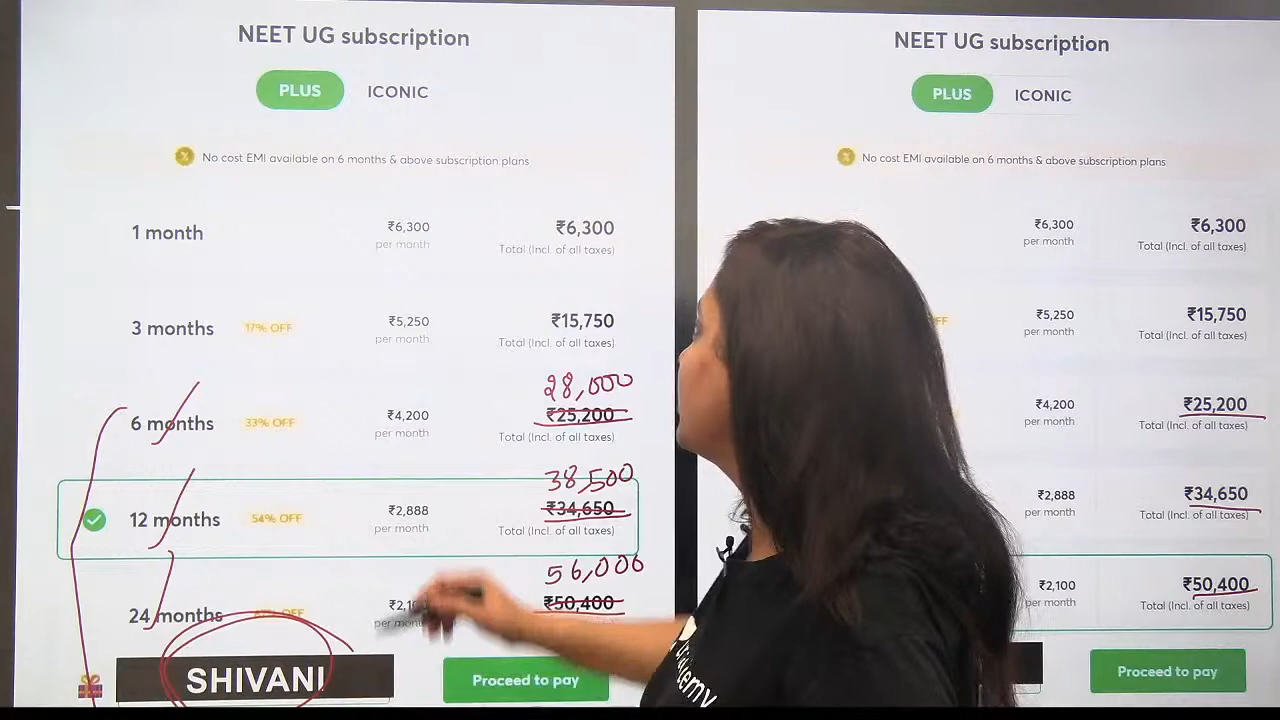 NEET UG subscription
PLUS ICONIC
No cost EMI available on 6 months & above subscription plans
1 month ₹6,300 ₹6,300
per month Total (Incl. of all taxes)
3 months 17% OFF ₹5,250 ₹15,750
per month Total (Incl. of all taxes)
28,000
6 months 33% OFF ₹4,200 ₹25,200
per month Total (Incl. of all taxes)
38,500
12 months 54% OFF ₹2,888 ₹34,650
per month Total (Incl. of all taxes)
56,000
24 months OFF ₹50,400
per month
SHIVANI Proceed to pay
NEET UG subscription
PLUS ICONIC
No cost EMI available on 6 months & above subscription plans
₹6,300 ₹6,300
per month Total (Incl. of all taxes)
₹5,250 ₹15,750
per month Total (Incl. of all taxes)
₹4,200 ₹25,200
per month Total (Incl. of all taxes)
₹2,888 ₹34,650
per month Total (Incl. of all taxes)
₹2,100 ₹50,400
per month Total (Incl. of all taxes)
Proceed to pay